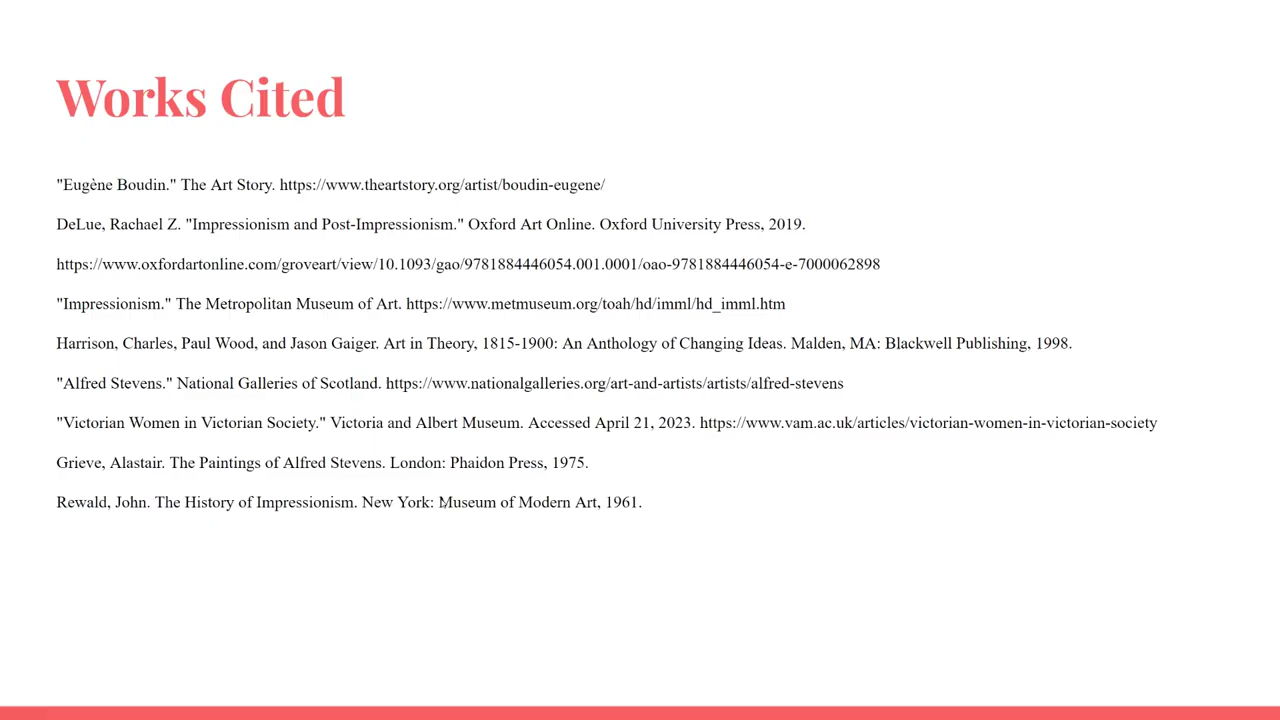 Works Cited
"Eugène Boudin." The Art Story. https://www.theartstory.org/artist/boudin-eugene/
DeLue, Rachael Z. "Impressionism and Post-Impressionism." Oxford Art Online. Oxford University Press, 2019.
https://www.oxfordartonline.com/groveart/view/10.1093/gao/9781884446054.001.0001/oao-9781884446054-e-7000062898
"Impressionism." The Metropolitan Museum of Art. https://www.metmuseum.org/toah/hd/imml/hd_imml.htm
Harrison, Charles, Paul Wood, and Jason Gaiger. Art in Theory, 1815-1900: An Anthology of Changing Ideas. Malden, MA: Blackwell Publishing, 1998.
"Alfred Stevens." National Galleries of Scotland. https://www.nationalgalleries.org/art-and-artists/artists/alfred-stevens
"Victorian Women in Victorian Society." Victoria and Albert Museum. Accessed April 21, 2023. https://www.vam.ac.uk/articles/victorian-women-in-victorian-society
Grieve, Alastair. The Paintings of Alfred Stevens. London: Phaidon Press, 1975.
Rewald, John. The History of Impressionism. New York: Museum of Modern Art, 1961.